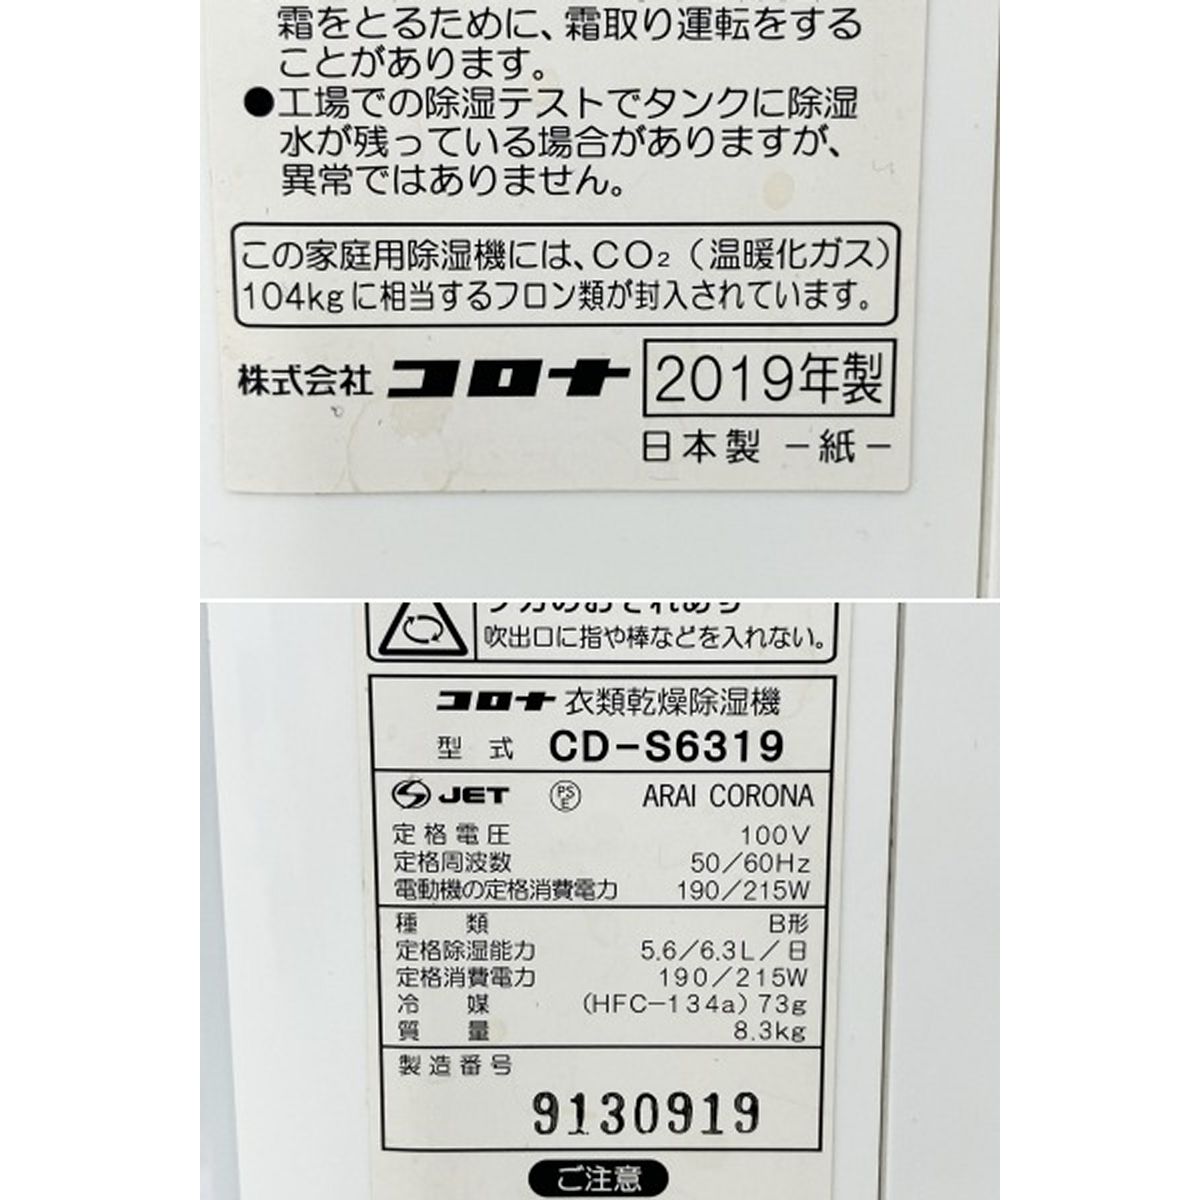 霜をとるために、霜取り運転をする
ことがあります。
●工場での除湿テストでタンクに除湿
水が残っている場合がありますが、
異常ではありません。
この家庭用除湿機には、CO₂（温暖化ガス）
104kgに相当するフロン類が封入されています。
株式会社 コロナ 2019年製
日本製 －紙－
吹出口に指や棒などを入れない。
コロナ 衣類乾燥除湿機
型式 CD-S6319
JET PSE ARAI CORONA
定格電圧 100V
定格周波数 50/60Hz
電動機の定格消費電力 190/215W
種類 B形
定格除湿能力 5.6/6.3L/日
定格消費電力 190/215W
冷媒 (HFC-134a) 73g
質量 8.3kg
製造番号
9130919
ご注意